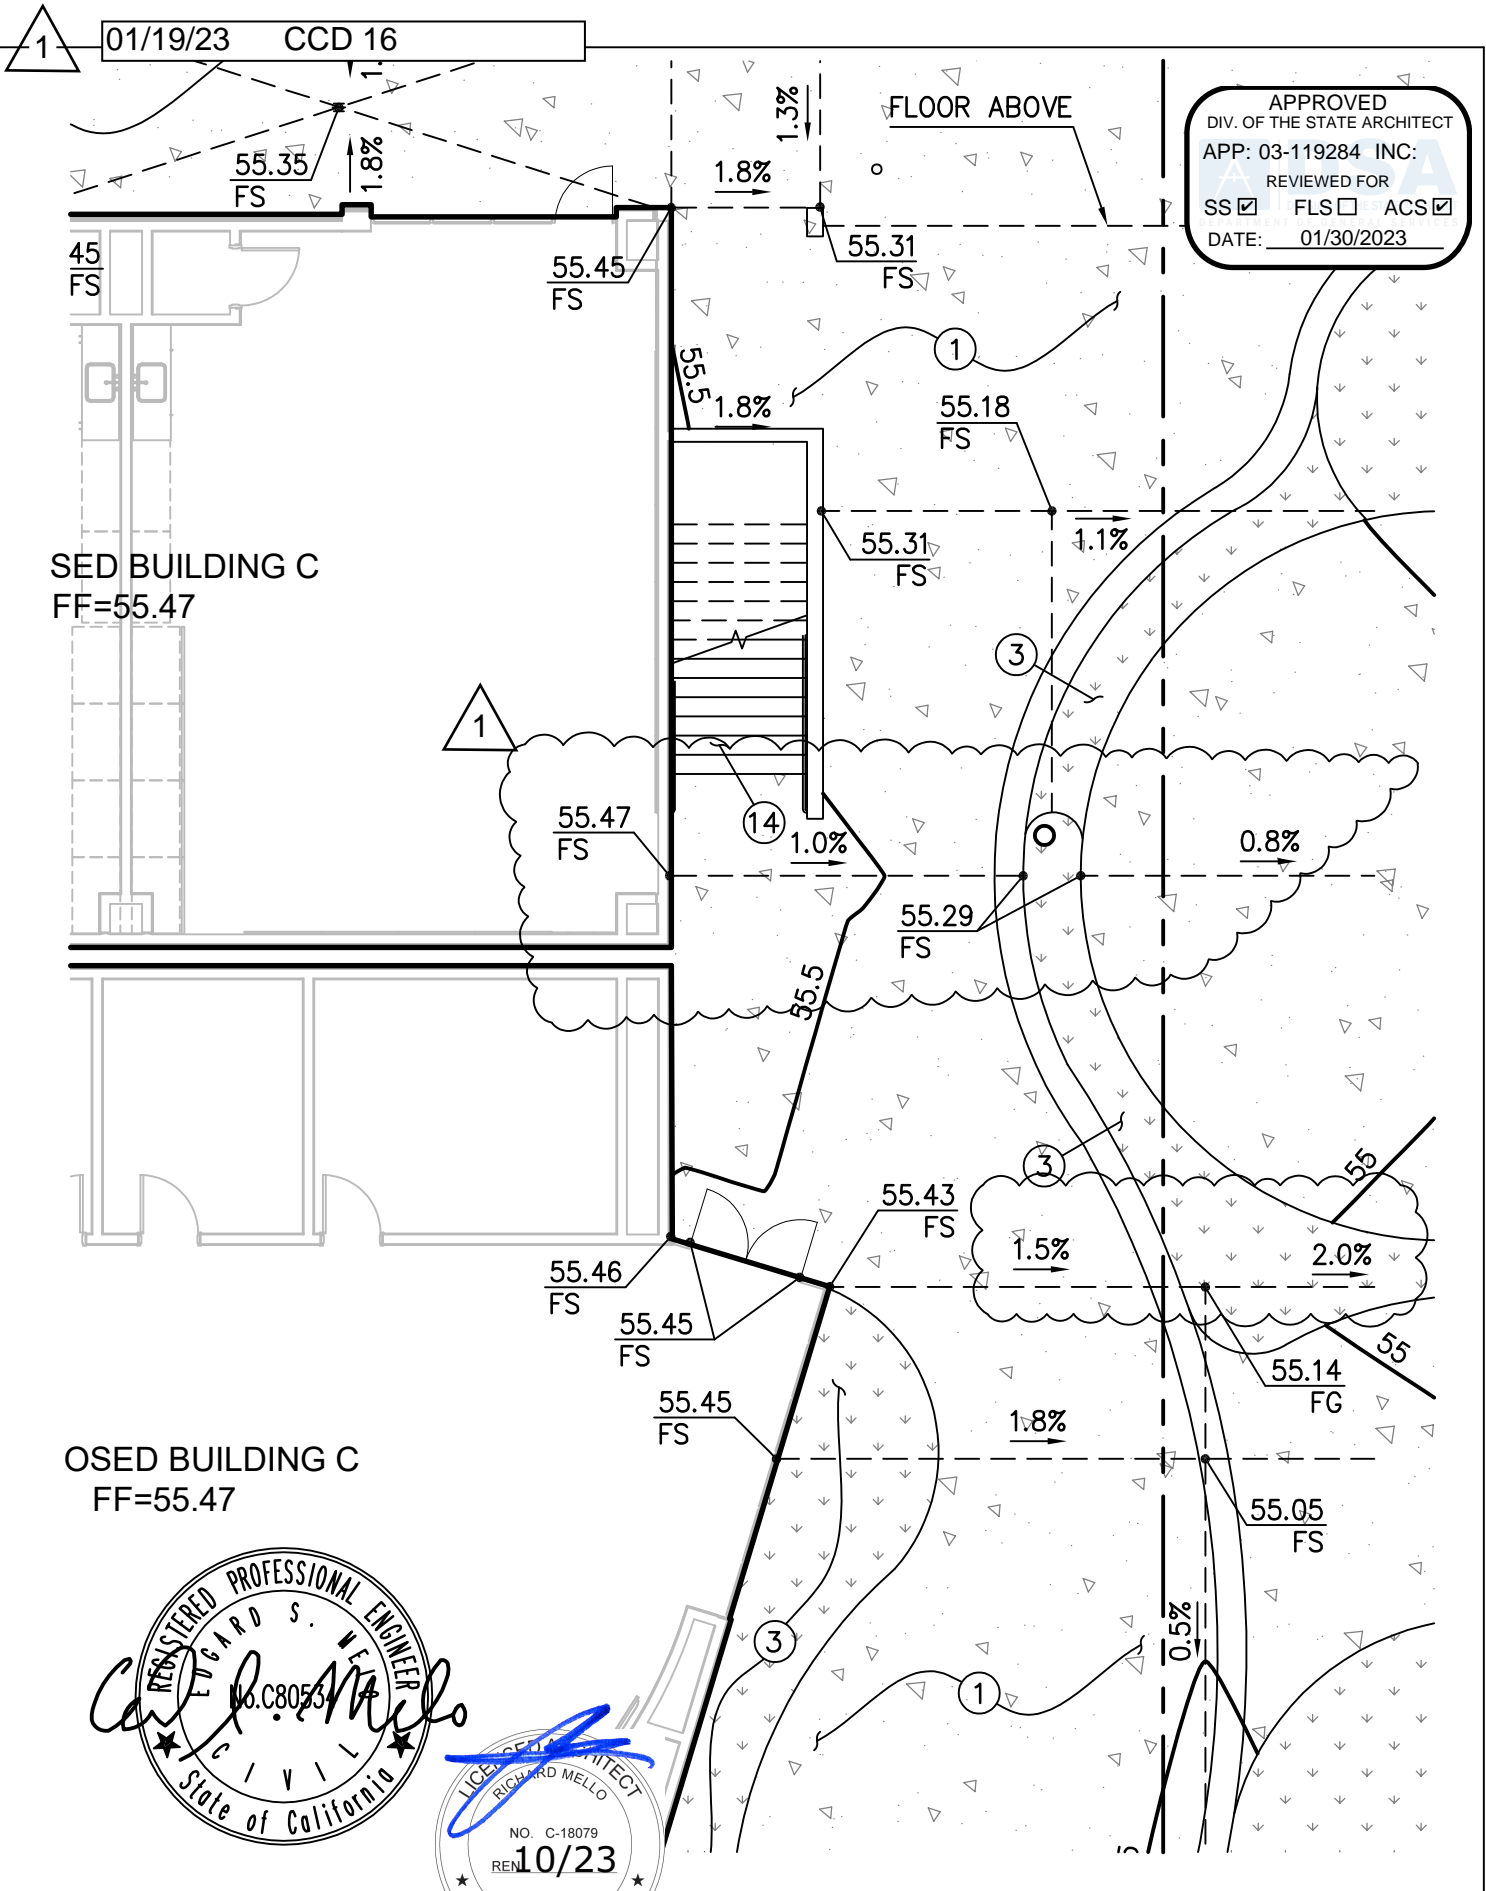 1
01/19/23 CCD 16
1.
1.3%
FLOOR ABOVE
APPROVED
DIV. OF THE STATE ARCHITECT
APP: 03-119284 INC:
REVIEWED FOR
SS ☑ FLS ☐ ACS ☑
DATE: 01/30/2023
55.35
FS
1.8%
1.8%
45
FS
55.45
FS
55.31
FS
1
55.5
1.8%
55.18
FS
55.31
FS
1.1%
SED BUILDING C
FF=55.47
3
1
14
55.47
FS
1.0%
0.8%
55.29
FS
55.5
3
55
55.43
FS
1.5%
2.0%
55.46
FS
55.45
FS
55
55.14
FG
55.45
FS
1.8%
OSED BUILDING C
FF=55.47
55.05
FS
0.5%
3
1
REGISTERED PROFESSIONAL ENGINEER
EDGARD S.
No.C80534
CIVIL
State of California
LICENSED ARCHITECT
RICHARD MELLO
NO. C-18079
REN 10/23